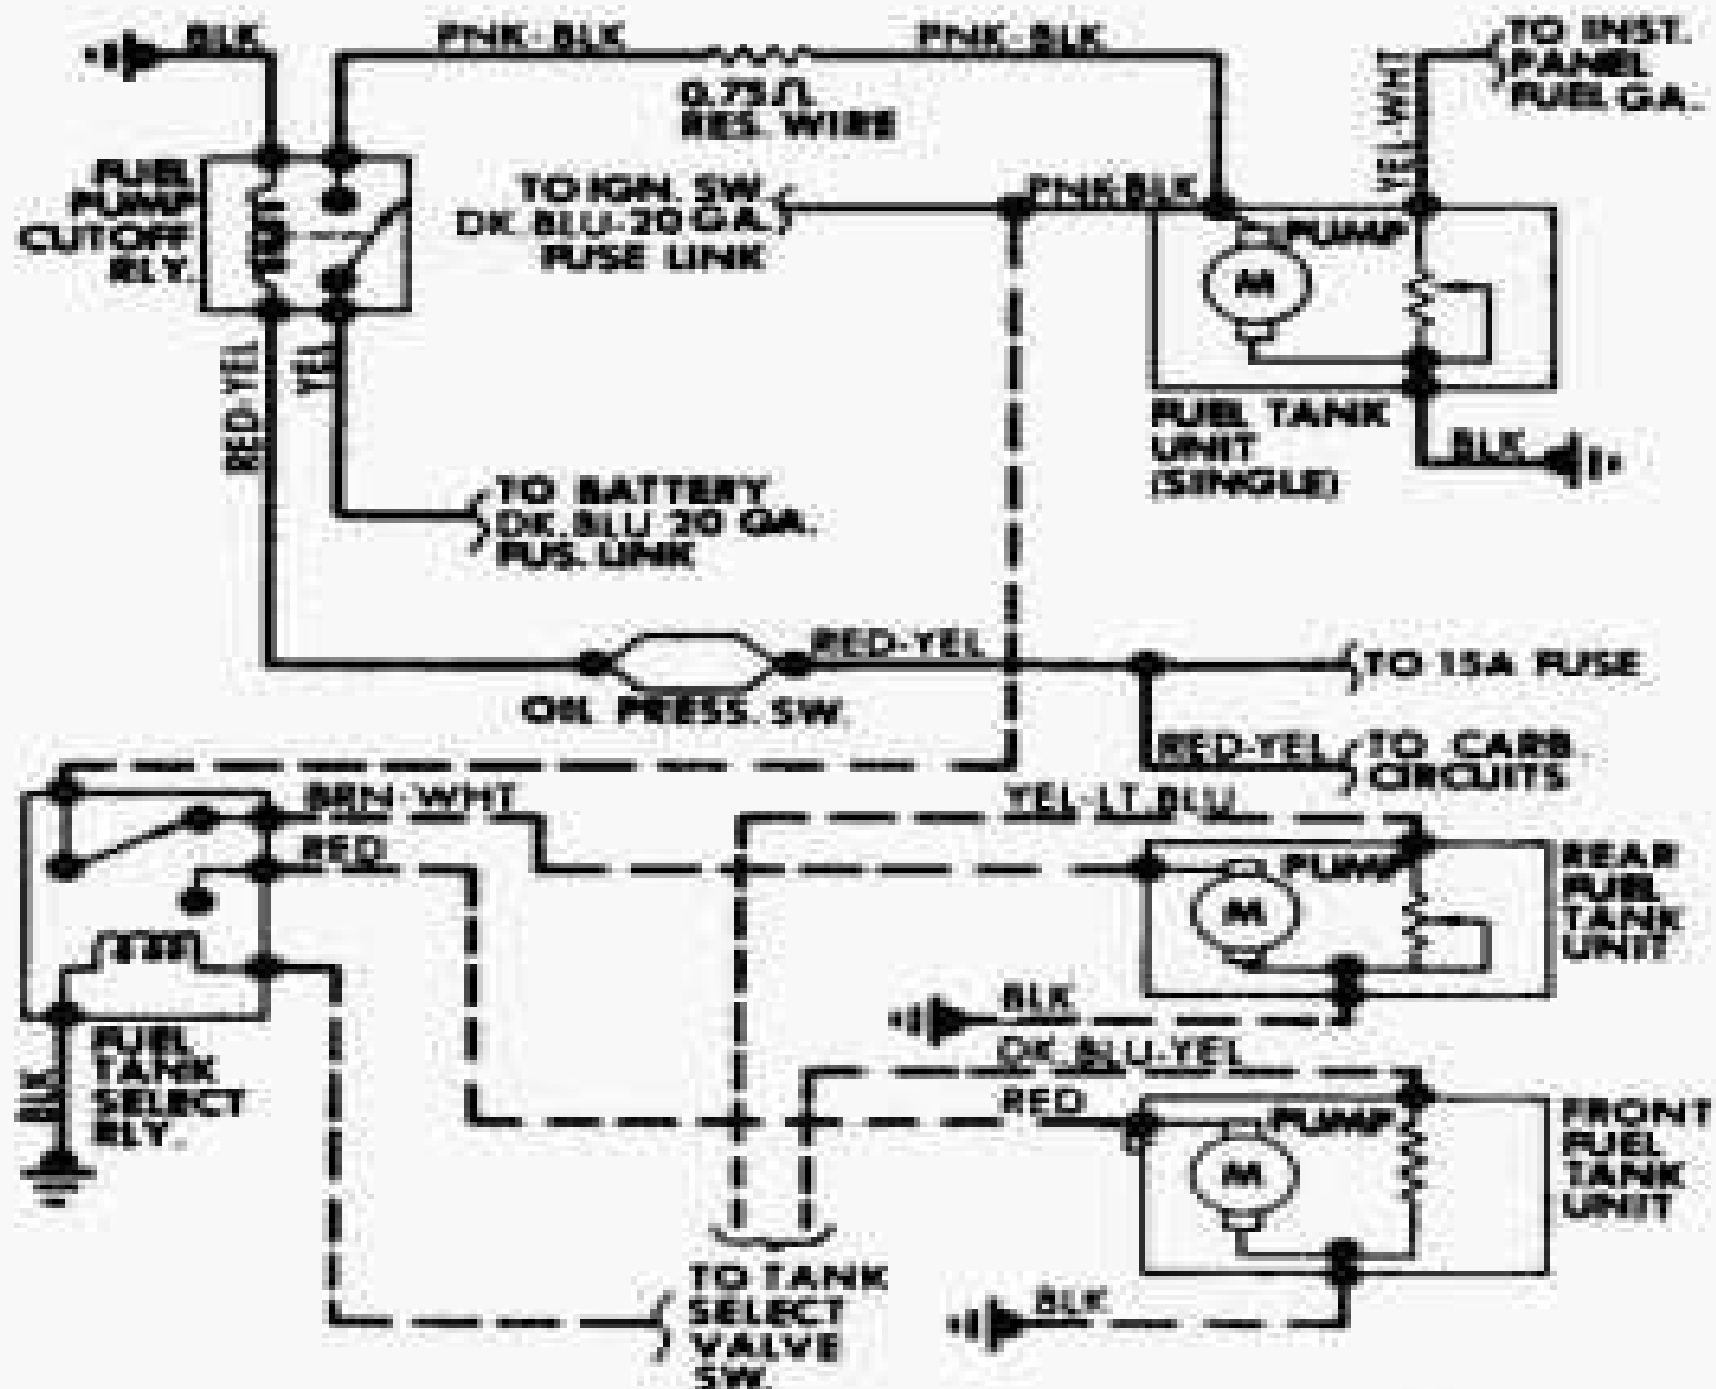 BLK
PNK-BLK
PNK-BLK
0.75Ω
RES. WIRE
YEL-WHT
TO INST.
PANEL
FUEL GA.
FUEL
PUMP
CUTOFF
RLY.
TO IGN. SW.
DK. BLU-20 GA.
FUSE LINK
PNK-BLK
PUMP
M
FUEL TANK
UNIT
(SINGLE)
BLK
RED-YEL
YEL
TO BATTERY
DK. BLU 20 GA.
FUS. LINK
RED-YEL
OIL PRESS. SW.
TO 15A FUSE
RED-YEL
TO CARB.
CIRCUITS
BRN-WHT
RED
YEL-LT BLU
PUMP
M
REAR
FUEL
TANK
UNIT
BLK
FUEL
TANK
SELECT
RLY.
BLK
DK. BLU-YEL
RED
PUMP
M
FRONT
FUEL
TANK
UNIT
BLK
TO TANK
SELECT
VALVE
SW.